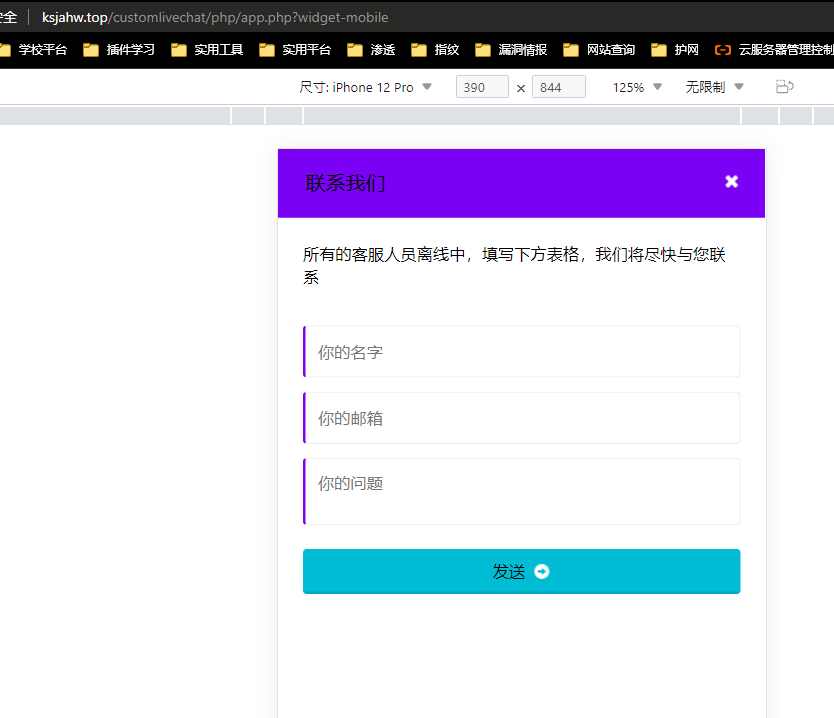 安全 ksjahw.top/customlivechat/php/app.php?widget-mobile
学校平台 插件学习 实用工具 实用平台 渗透 指纹 漏洞情报 网站查询 护网 云服务器管理控制
尺寸: iPhone 12 Pro 390 × 844 125% 无限制
联系我们
所有的客服人员离线中，填写下方表格，我们将尽快与您联
系
你的名字
你的邮箱
你的问题
发送